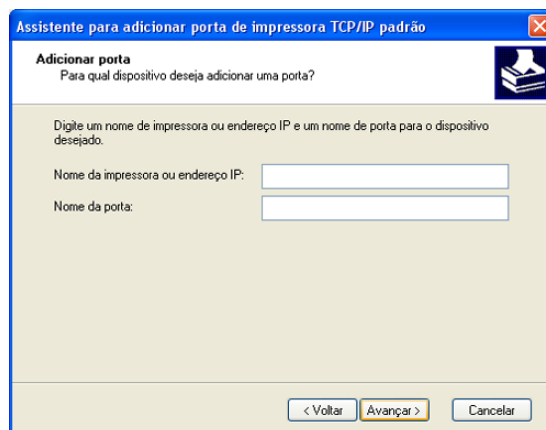 Assistente para adicionar porta de impressora TCP/IP padrão
Adicionar porta
Para qual dispositivo deseja adicionar uma porta?
Digite um nome de impressora ou endereço IP e um nome de porta para o dispositivo
desejado.
Nome da impressora ou endereço IP:
Nome da porta:
< Voltar
Avançar >
Cancelar